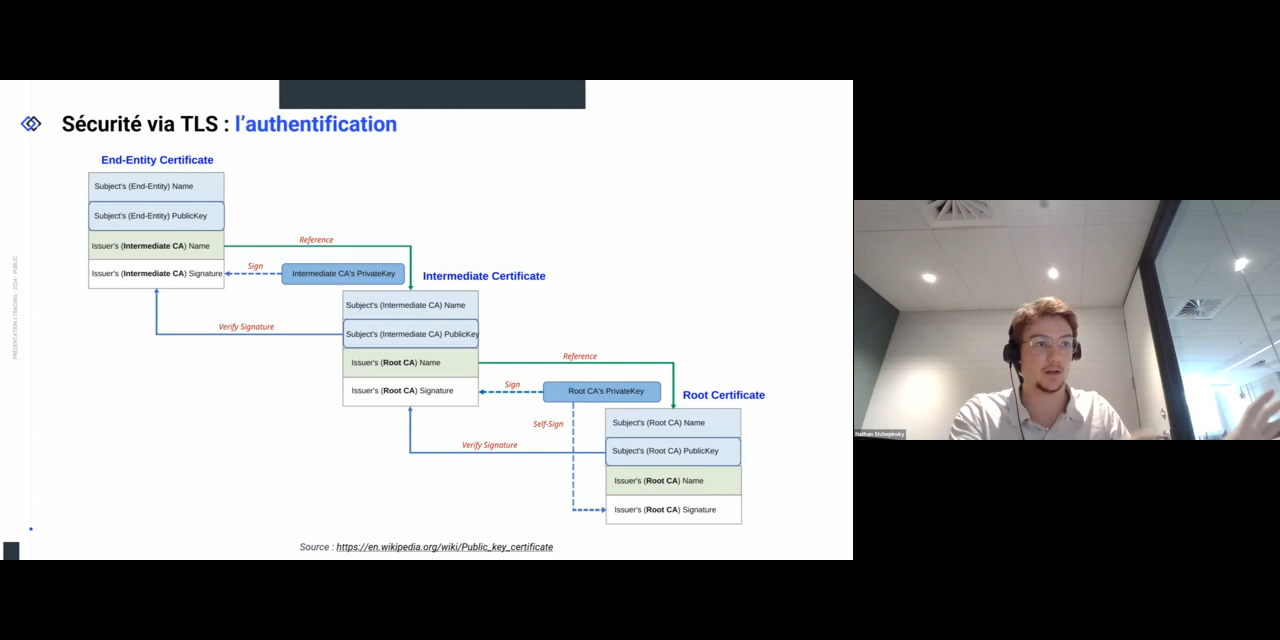 Sécurité via TLS : l'authentification
End-Entity Certificate
Subject's (End-Entity) Name
Subject's (End-Entity) PublicKey
Issuer's (Intermediate CA) Name
Issuer's (Intermediate CA) Signature
Reference
Sign
Intermediate CA's PrivateKey
Verify Signature
Intermediate Certificate
Subject's (Intermediate CA) Name
Subject's (Intermediate CA) PublicKey
Issuer's (Root CA) Name
Issuer's (Root CA) Signature
Reference
Sign
Root CA's PrivateKey
Self-Sign
Verify Signature
Root Certificate
Subject's (Root CA) Name
Subject's (Root CA) PublicKey
Issuer's (Root CA) Name
Issuer's (Root CA) Signature
Source : https://en.wikipedia.org/wiki/Public_key_certificate
Nathan Stchepinsky